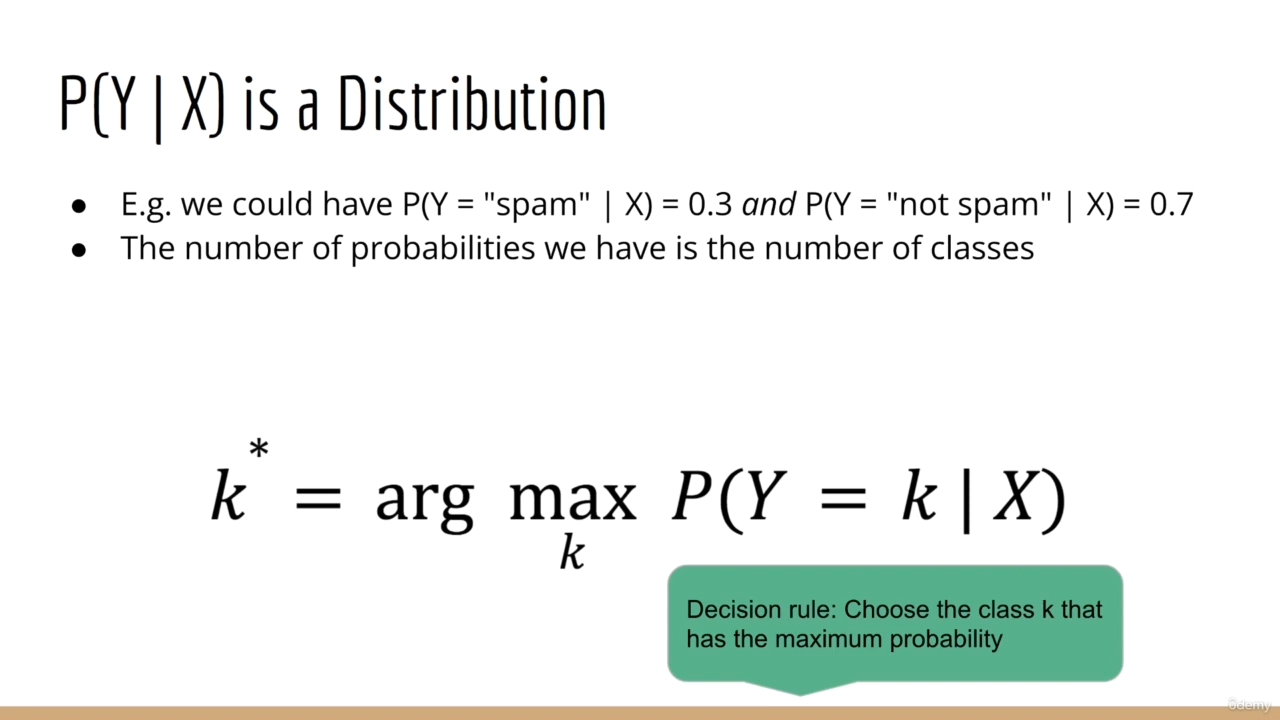 P(Y | X) is a Distribution
● E.g. we could have P(Y = "spam" | X) = 0.3 and P(Y = "not spam" | X) = 0.7
● The number of probabilities we have is the number of classes
k* = arg max P(Y = k | X)
k
Decision rule: Choose the class k that
has the maximum probability
ûdemy